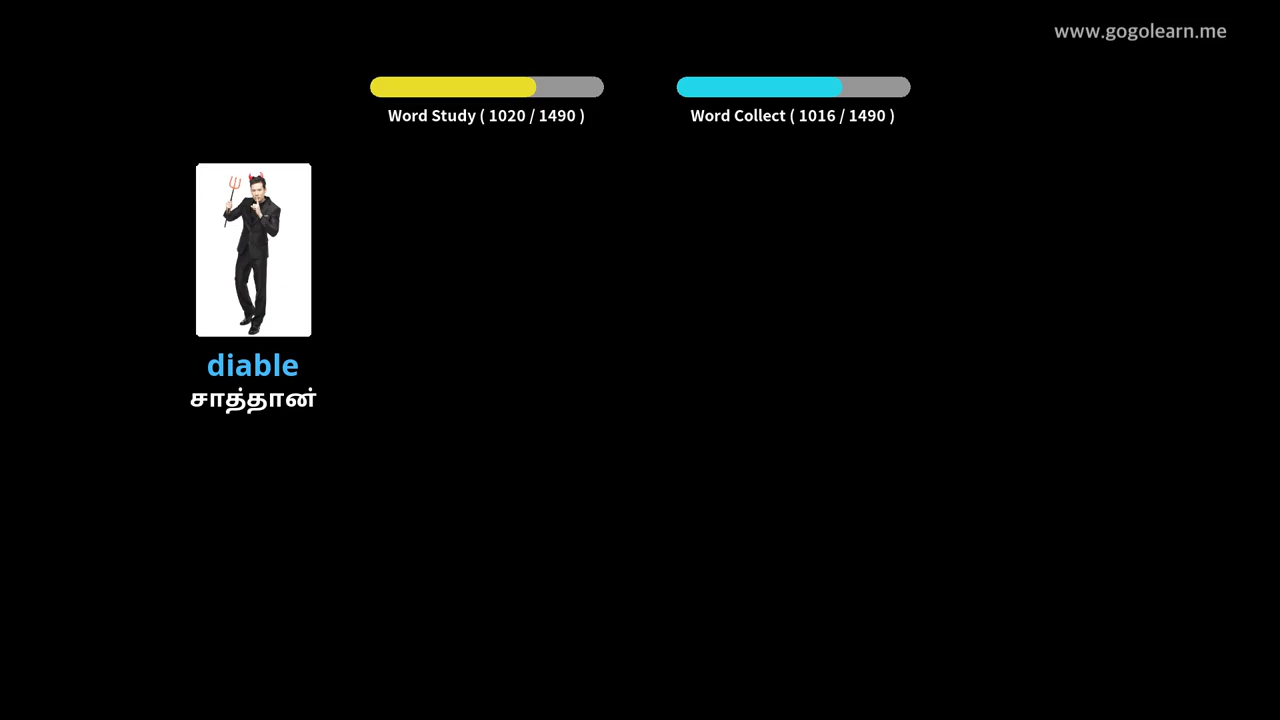 www.gogolearn.me
Word Study ( 1020 / 1490 )
Word Collect ( 1016 / 1490 )
diable
சாத்தான்